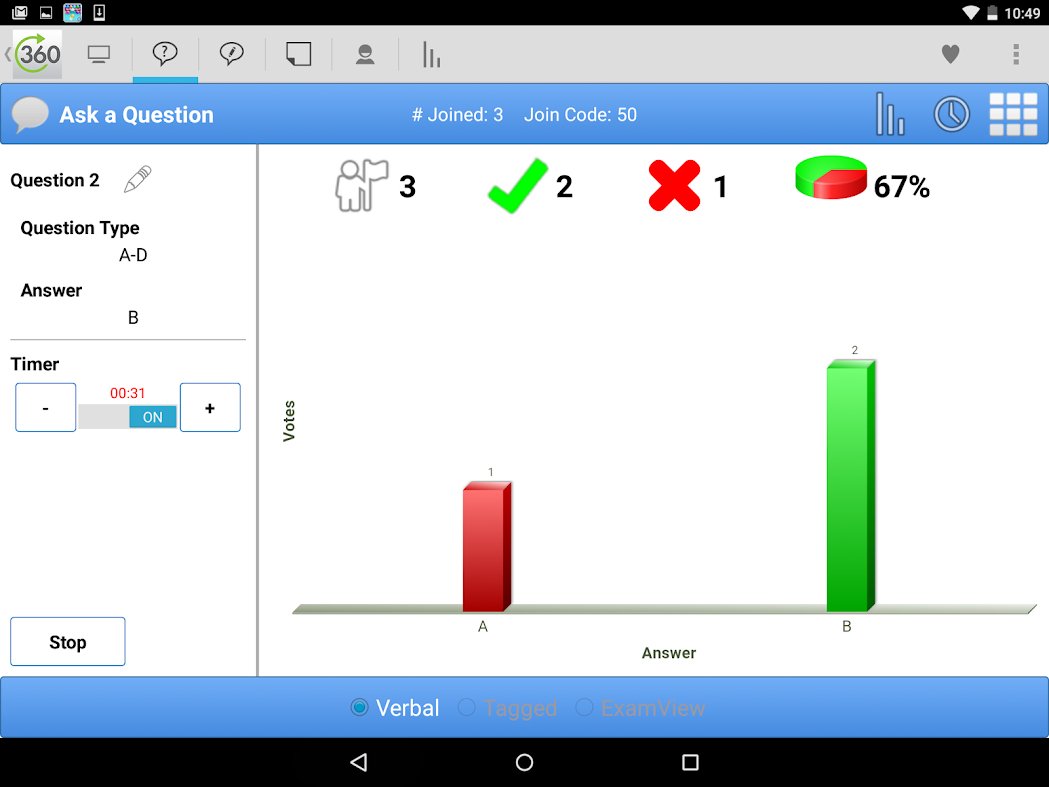 10:49
360
Ask a Question
# Joined: 3 Join Code: 50
Question 2
Question Type
A-D
Answer
B
Timer
-
00:31
ON
+
Stop
3
2
1
67%
Votes
1
2
A
B
Answer
Verbal
Tagged
ExamView